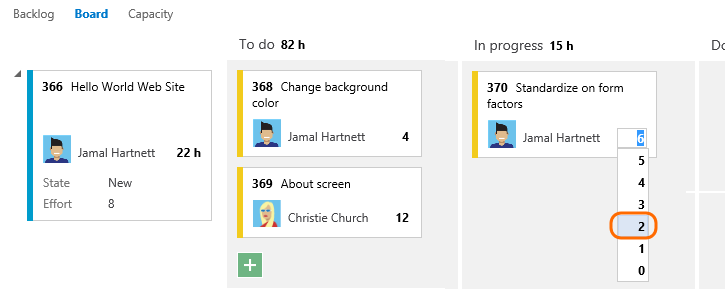 Backlog Board Capacity
To do 82 h
In progress 15 h
366 Hello World Web Site
Jamal Hartnett 22 h
State New
Effort 8
368 Change background
color
Jamal Hartnett 4
369 About screen
Christie Church 12
370 Standardize on form
factors
Jamal Hartnett 6
5
4
3
2
1
0